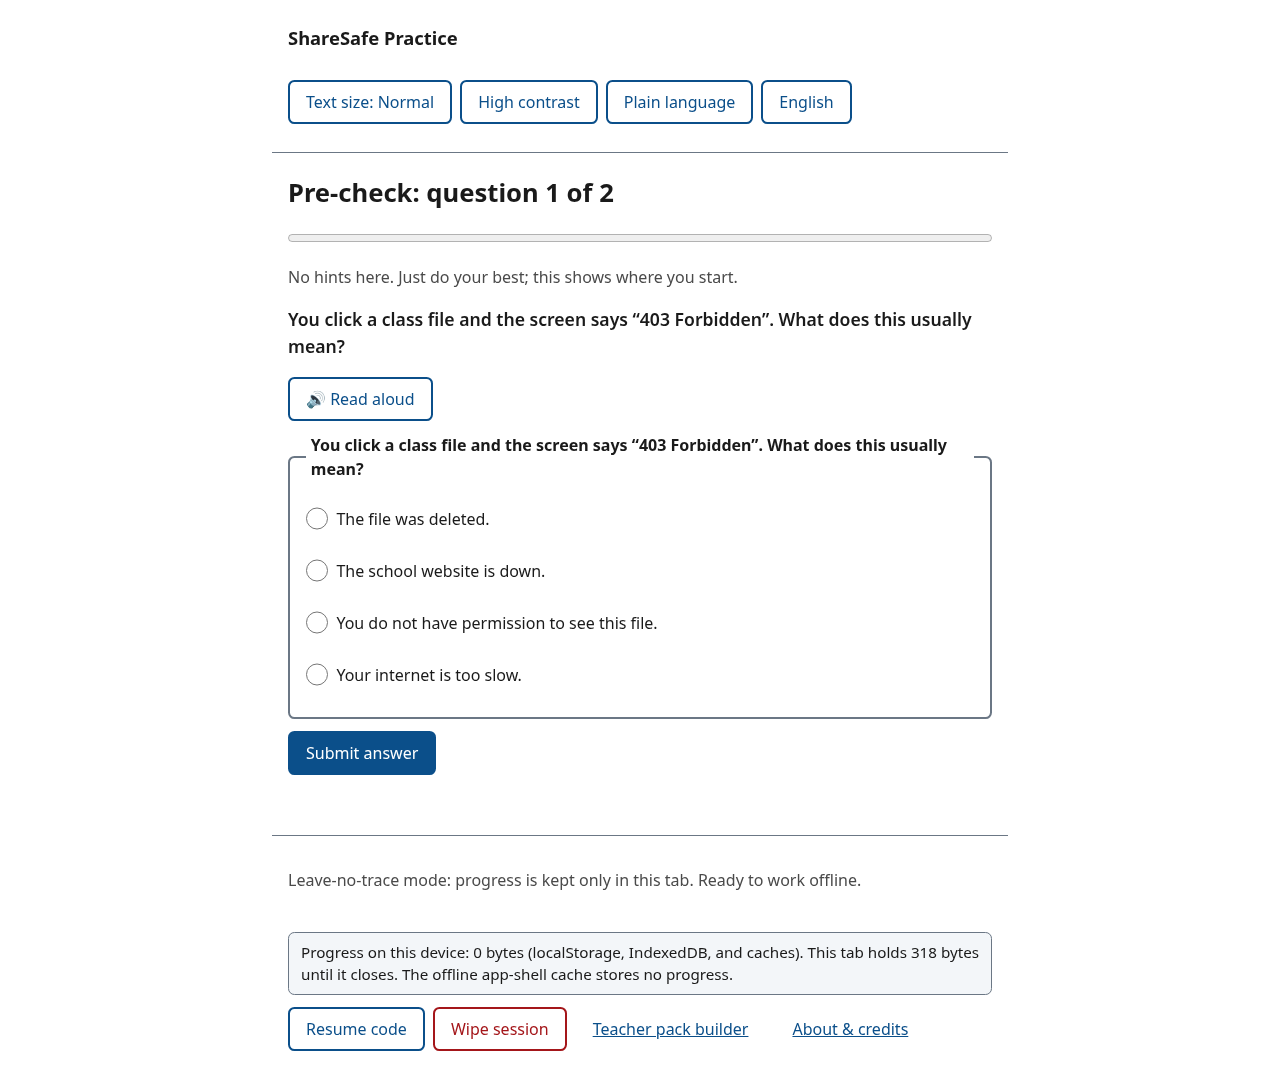 ShareSafe Practice
Text size: Normal
High contrast
Plain language
English
Pre-check: question 1 of 2
No hints here. Just do your best; this shows where you start.
You click a class file and the screen says “403 Forbidden”. What does this usually
mean?
🔊 Read aloud
You click a class file and the screen says “403 Forbidden”. What does this usually
mean?
The file was deleted.
The school website is down.
You do not have permission to see this file.
Your internet is too slow.
Submit answer
Leave-no-trace mode: progress is kept only in this tab. Ready to work offline.
Progress on this device: 0 bytes (localStorage, IndexedDB, and caches). This tab holds 318 bytes
until it closes. The offline app-shell cache stores no progress.
Resume code
Wipe session
Teacher pack builder
About & credits